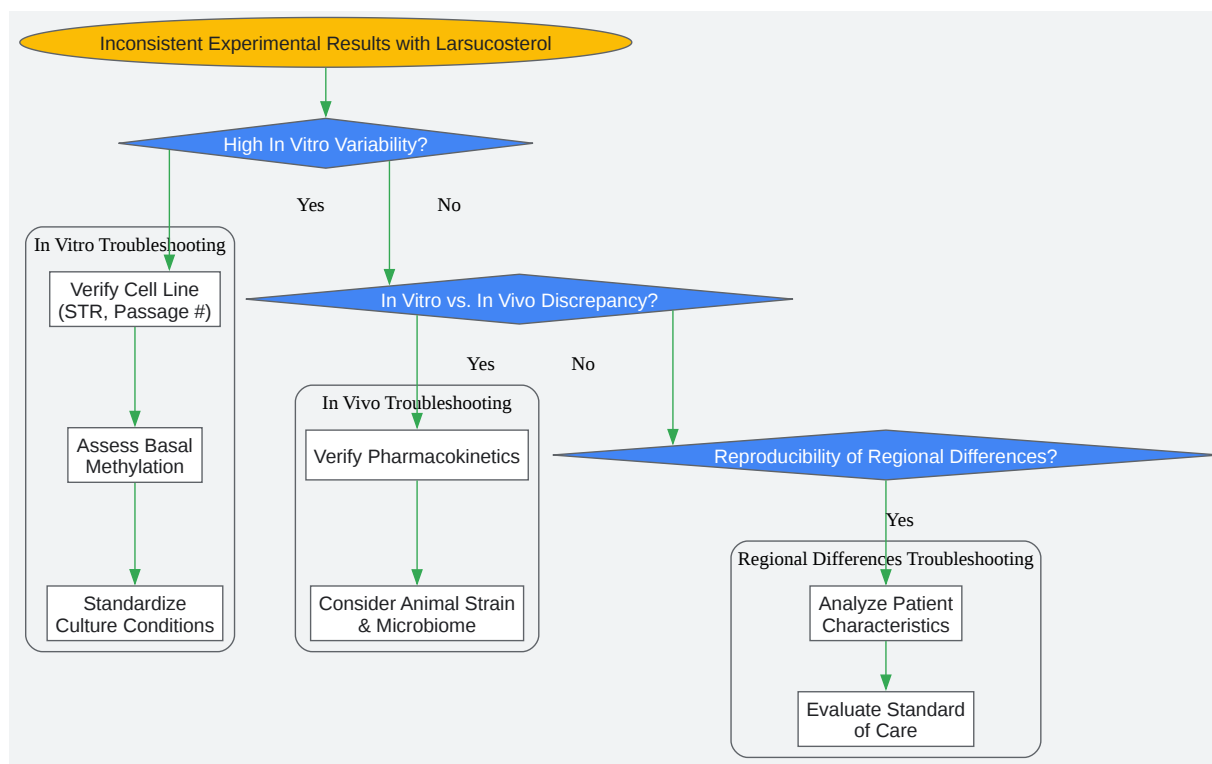 Inconsistent Experimental Results with Larsucosterol
High In Vitro Variability?
Yes
No
In Vitro Troubleshooting
Verify Cell Line
(STR, Passage #)
Assess Basal
Methylation
Standardize
Culture Conditions
In Vitro vs. In Vivo Discrepancy?
Yes
No
In Vivo Troubleshooting
Verify Pharmacokinetics
Consider Animal Strain
& Microbiome
Reproducibility of Regional Differences?
Yes
Regional Differences Troubleshooting
Analyze Patient
Characteristics
Evaluate Standard
of Care